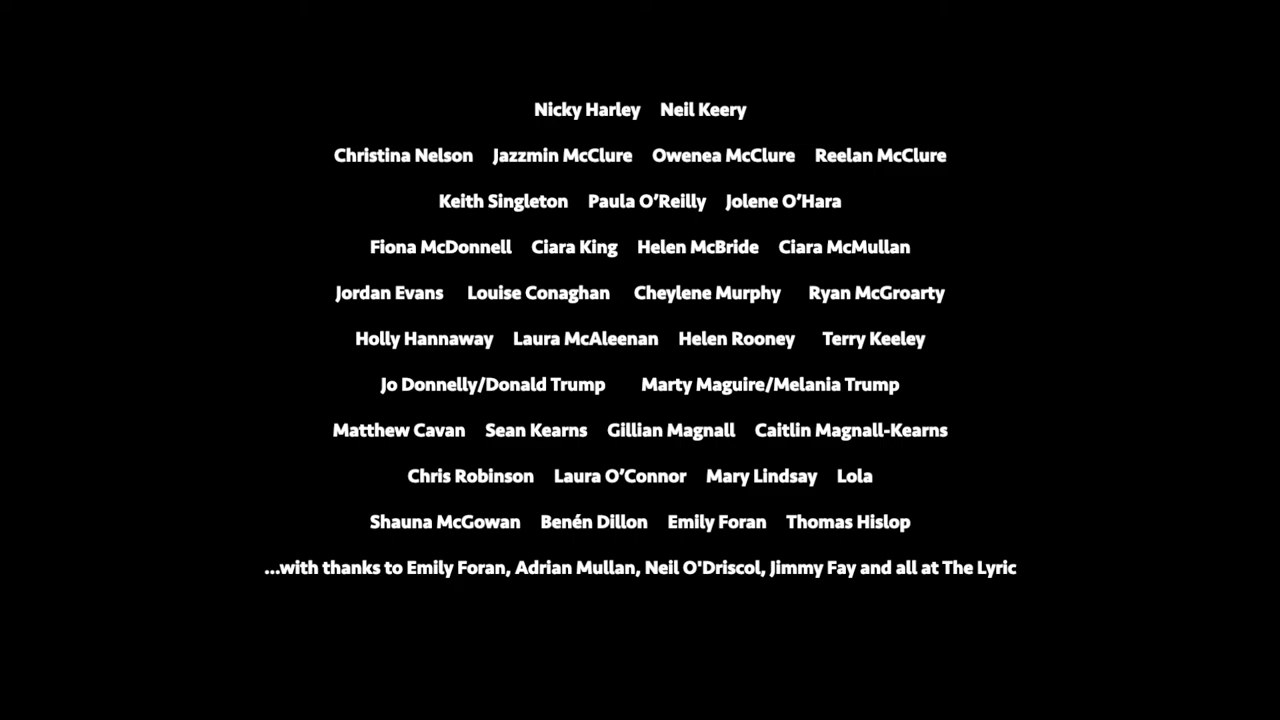 Nicky Harley Neil Keery
Christina Nelson Jazzmin McClure Owenea McClure Reelan McClure
Keith Singleton Paula O’Reilly Jolene O’Hara
Fiona McDonnell Ciara King Helen McBride Ciara McMullan
Jordan Evans Louise Conaghan Cheylene Murphy Ryan McGroarty
Holly Hannaway Laura McAleenan Helen Rooney Terry Keeley
Jo Donnelly/Donald Trump Marty Maguire/Melania Trump
Matthew Cavan Sean Kearns Gillian Magnall Caitlin Magnall-Kearns
Chris Robinson Laura O’Connor Mary Lindsay Lola
Shauna McGowan Benén Dillon Emily Foran Thomas Hislop
...with thanks to Emily Foran, Adrian Mullan, Neil O'Driscol, Jimmy Fay and all at The Lyric